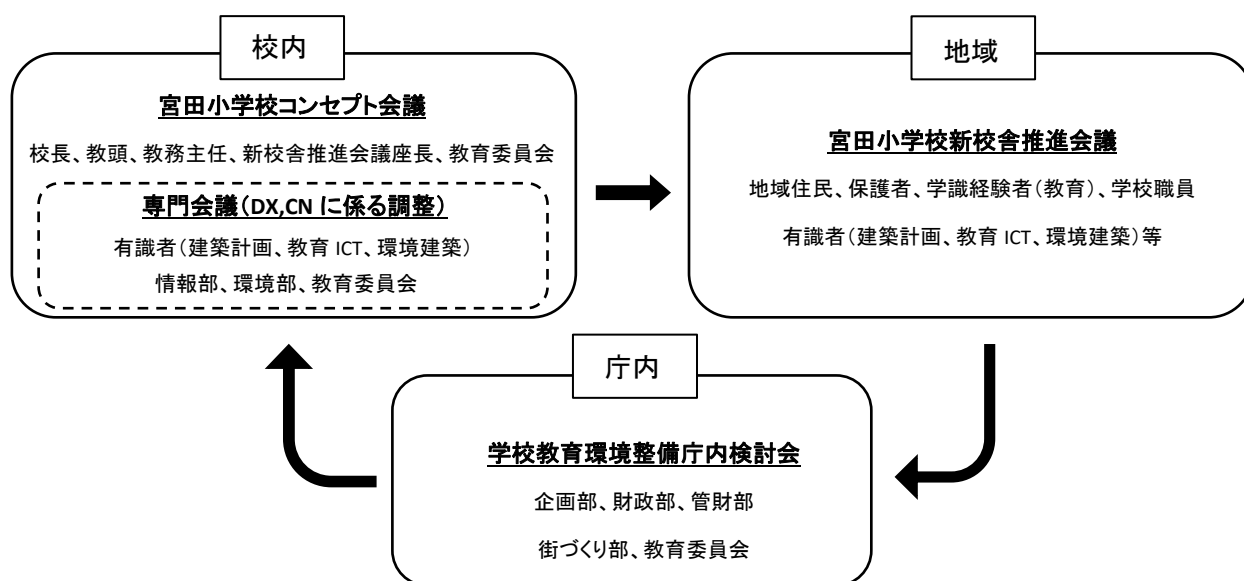 校内
宮田小学校コンセプト会議
校長、教頭、教務主任、新校舎推進会議座長、教育委員会
専門会議(DX,CN に係る調整)
有識者(建築計画、教育 ICT、環境建築)
情報部、環境部、教育委員会
地域
宮田小学校新校舎推進会議
地域住民、保護者、学識経験者(教育)、学校職員
有識者(建築計画、教育 ICT、環境建築)等
庁内
学校教育環境整備庁内検討会
企画部、財政部、管財部
街づくり部、教育委員会